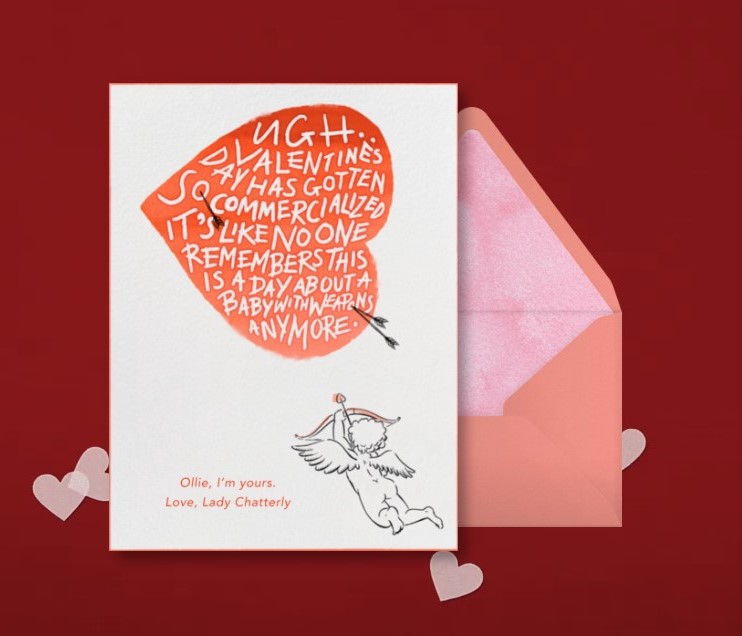 UGH..
VALENTINE'S
DAY HAS GOTTEN
SO COMMERCIALIZED
IT'S LIKE NO ONE
REMEMBERS THIS
IS A DAY ABOUT A
BABY WITH WEAPONS
ANYMORE.
Ollie, I'm yours.
Love, Lady Chatterly